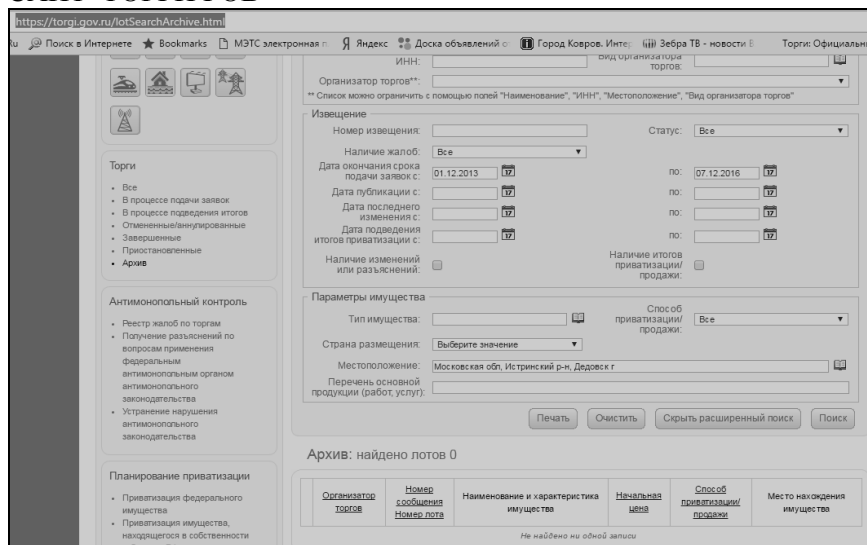 https://torgi.gov.ru/lotSearchArchive.html
Ru Поиск в Интернете Bookmarks МЭТС электронная п Яндекс Доска объявлений о Город Ковров. Интер Зебра ТВ - новости В Торги: Официальн
ИНН:
Вид организатора торгов:
Организатор торгов**:
** Список можно ограничить с помощью полей "Наименование", "ИНН", "Местоположение", "Вид организатора торгов"
Извещение
Номер извещения: Статус: Все
Наличие жалоб: Все
Дата окончания срока
подачи заявок с: 01.12.2013 по: 07.12.2016
Дата публикации с: по:
Дата последнего
изменения с: по:
Дата подведения
итогов приватизации с: по:
Наличие изменений
или разъяснений:
Наличие итогов
приватизации/
продажи:
Параметры имущества
Тип имущества:
Способ
приватизации/
продажи: Все
Страна размещения: Выберите значение
Местоположение: Московская обл, Истринский р-н, Дедовск г
Перечень основной
продукции (работ, услуг):
Печать Очистить Скрыть расширенный поиск Поиск
Торги
Все
В процессе подачи заявок
В процессе подведения итогов
Отмененные/аннулированные
Завершенные
Приостановленные
Архив
Антимонопольный контроль
Реестр жалоб по торгам
Получение разъяснений по
вопросам применения
федеральным
антимонопольным органом
антимонопольного
законодательства
Устранение нарушения
антимонопольного
законодательства
Планирование приватизации
Приватизация федерального
имущества
Приватизация имущества,
находящегося в собственности
Архив: найдено лотов 0
Организатор
торгов
Номер
сообщения
Номер лота
Наименование и характеристика
имущества
Начальная
цена
Способ
приватизации/
продажи
Место нахождения
имущества
Не найдено ни одной записи